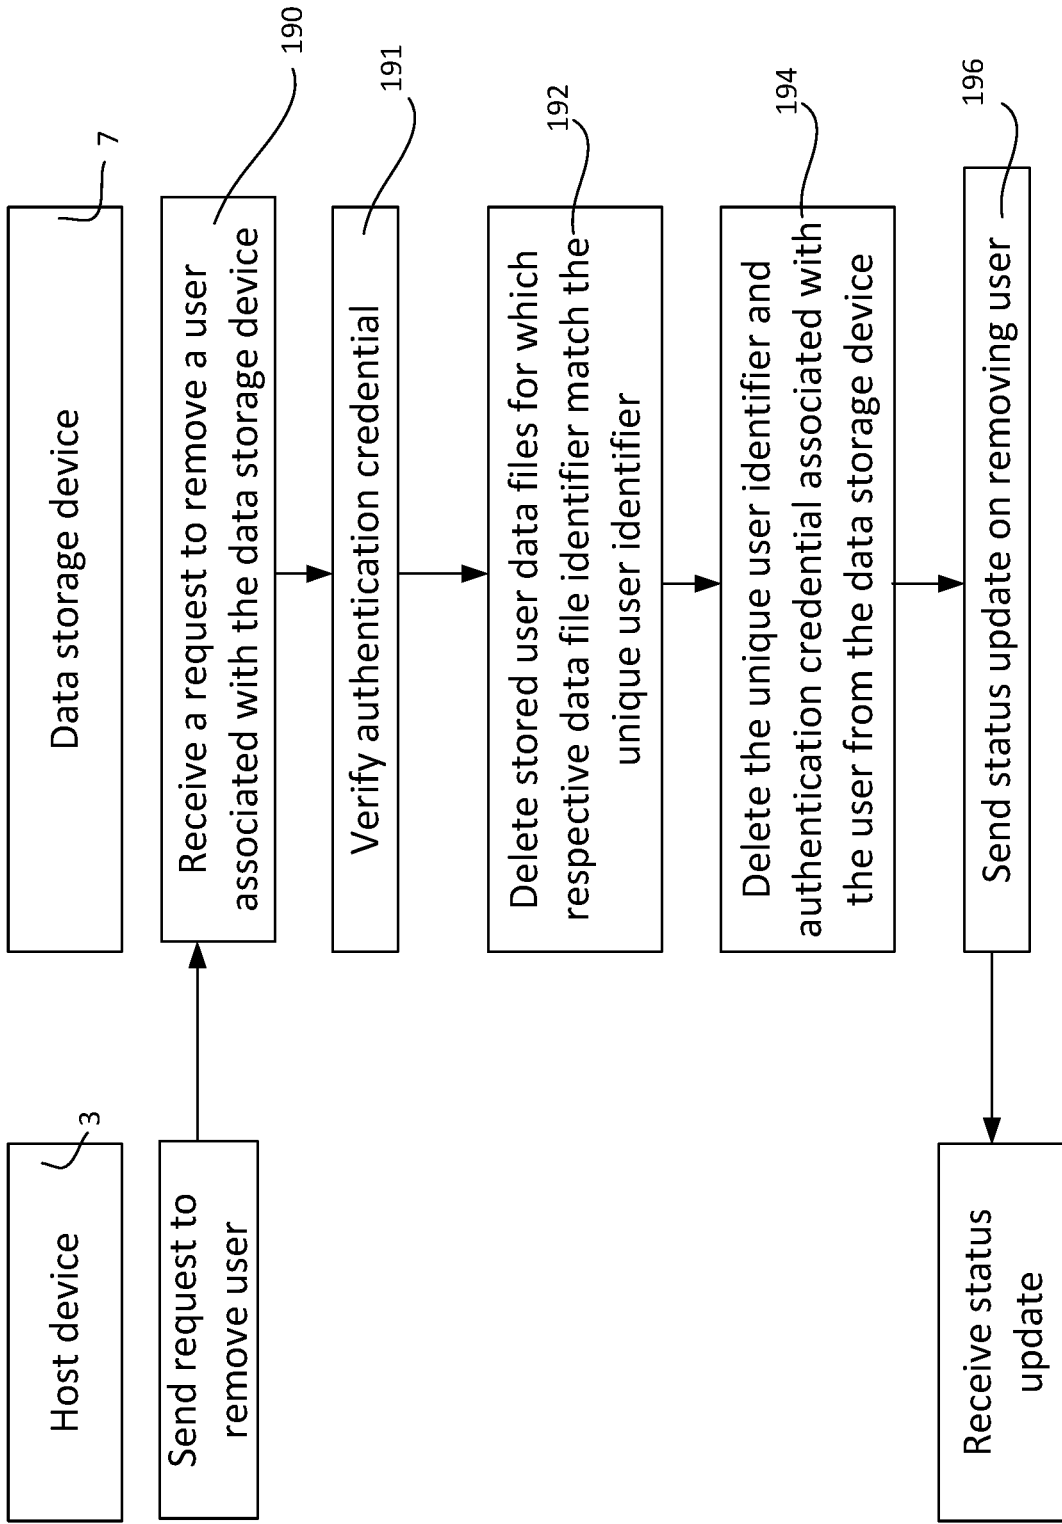 Host device
3
Data storage device
7
Send request to
remove user
Receive a request to remove a user
associated with the data storage device
190
Verify authentication credential
191
Delete stored user data files for which
respective data file identifier match the
unique user identifier
192
Delete the unique user identifier and
authentication credential associated with
the user from the data storage device
194
Send status update on removing user
196
Receive status
update